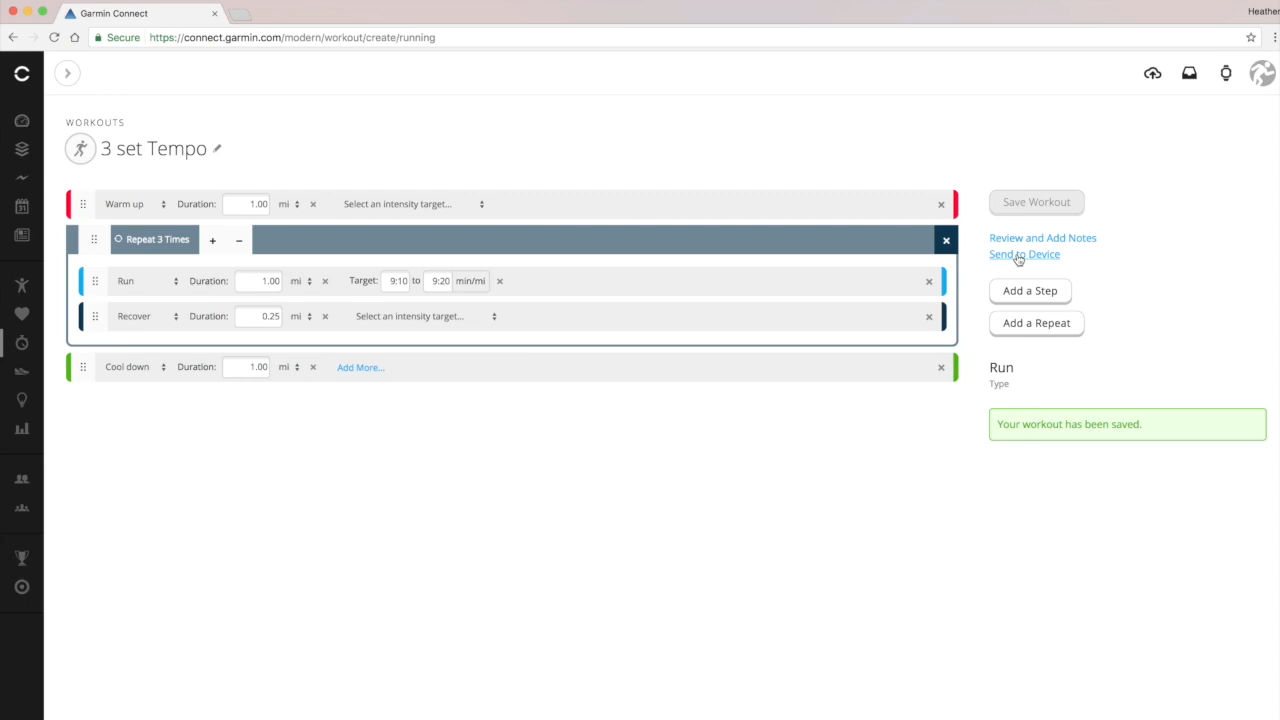 Garmin Connect
Heather
Secure https://connect.garmin.com/modern/workout/create/running
WORKOUTS
3 set Tempo
Warm up Duration: 1.00 mi Select an intensity target...
Repeat 3 Times + −
Run Duration: 1.00 mi Target: 9:10 to 9:20 min/mi
Recover Duration: 0.25 mi Select an intensity target...
Cool down Duration: 1.00 mi Add More...
Save Workout
Review and Add Notes
Send to Device
Add a Step
Add a Repeat
Run
Type
Your workout has been saved.
31